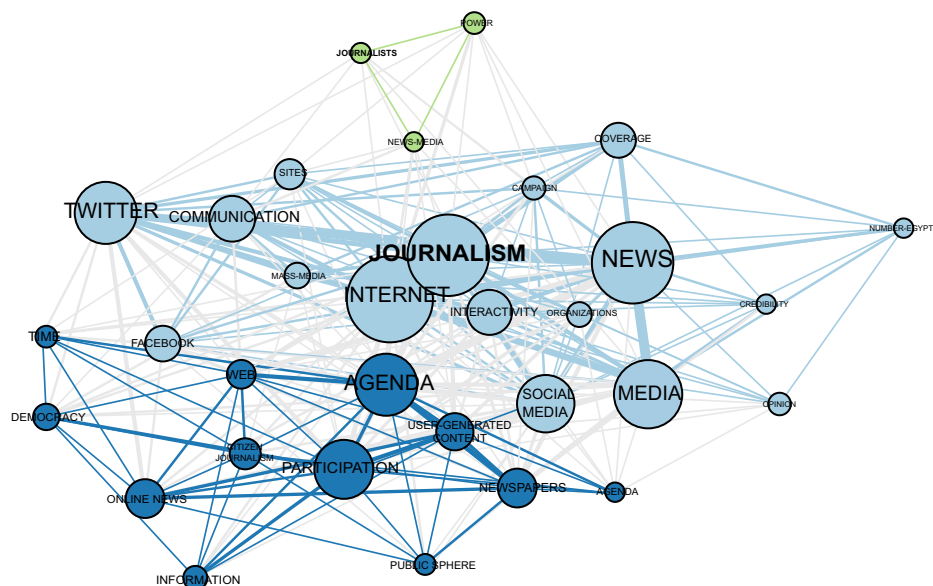 POWER
JOURNALISTS
NEWS-MEDIA
COVERAGE
SITES
CAMPAIGN
TWITTER
COMMUNICATION
NUMBER-EGYPT
JOURNALISM
NEWS
MASS-MEDIA
INTERNET
CREDIBILITY
INTERACTIVITY
ORGANIZATIONS
TIME
FACEBOOK
WEB
AGENDA
SOCIAL
MEDIA
MEDIA
OPINION
DEMOCRACY
USER-GENERATED
CONTENT
CITIZEN
JOURNALISM
PARTICIPATION
NEWSPAPERS
AGENDA
ONLINE NEWS
PUBLIC SPHERE
INFORMATION